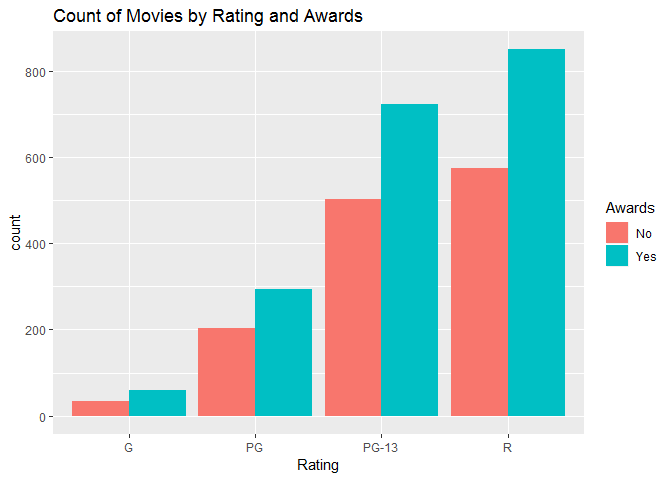 Count of Movies by Rating and Awards
800
600
400
200
0
count
G PG PG-13 R
Rating
Awards
No
Yes